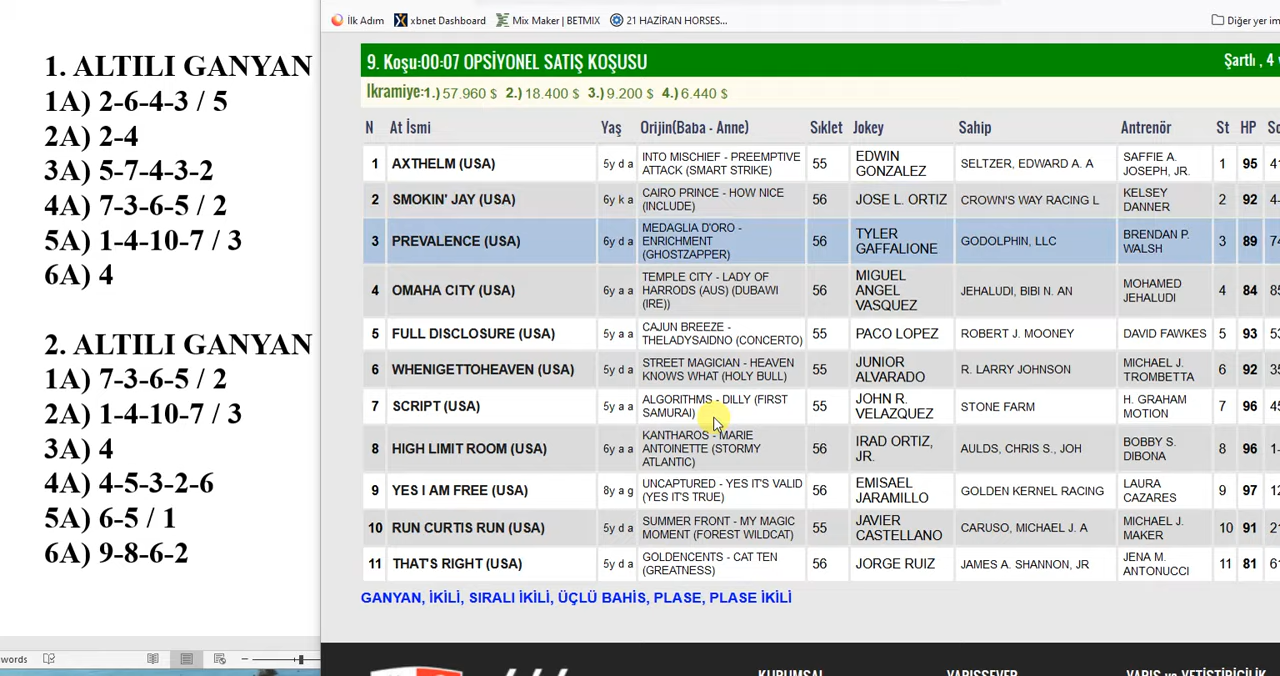 İlk Adım
xbnet Dashboard
Mix Maker | BETMIX
21 HAZİRAN HORSES...
Diğer yer im
1. ALTILI GANYAN
1A) 2-6-4-3 / 5
2A) 2-4
3A) 5-7-4-3-2
4A) 7-3-6-5 / 2
5A) 1-4-10-7 / 3
6A) 4
2. ALTILI GANYAN
1A) 7-3-6-5 / 2
2A) 1-4-10-7 / 3
3A) 4
4A) 4-5-3-2-6
5A) 6-5 / 1
6A) 9-8-6-2
words
9. Koşu:00:07 OPSİYONEL SATIŞ KOŞUSU
Şartlı , 4
Ikramiye:1.) 57.960 $ 2.) 18.400 $ 3.) 9.200 $ 4.) 6.440 $
N At İsmi Yaş Orijin(Baba - Anne) Sıklet Jokey Sahip Antrenör St HP
1 AXTHELM (USA) 5y d a INTO MISCHIEF - PREEMPTIVE ATTACK (SMART STRIKE) 55 EDWIN GONZALEZ SELTZER, EDWARD A. A SAFFIE A. JOSEPH, JR. 1 95
2 SMOKIN' JAY (USA) 6y k a CAIRO PRINCE - HOW NICE (INCLUDE) 56 JOSE L. ORTIZ CROWN'S WAY RACING L KELSEY DANNER 2 92
3 PREVALENCE (USA) 6y d a MEDAGLIA D'ORO - ENRICHMENT (GHOSTZAPPER) 56 TYLER GAFFALIONE GODOLPHIN, LLC BRENDAN P. WALSH 3 89
4 OMAHA CITY (USA) 6y a a TEMPLE CITY - LADY OF HARRODS (AUS) (DUBAWI (IRE)) 56 MIGUEL ANGEL VASQUEZ JEHALUDI, BIBI N. AN MOHAMED JEHALUDI 4 84
5 FULL DISCLOSURE (USA) 5y a a CAJUN BREEZE - THELADYSAIDNO (CONCERTO) 55 PACO LOPEZ ROBERT J. MOONEY DAVID FAWKES 5 93
6 WHENIGETTOHEAVEN (USA) 5y d a STREET MAGICIAN - HEAVEN KNOWS WHAT (HOLY BULL) 55 JUNIOR ALVARADO R. LARRY JOHNSON MICHAEL J. TROMBETTA 6 92
7 SCRIPT (USA) 5y a a ALGORITHMS - DILLY (FIRST SAMURAI) 55 JOHN R. VELAZQUEZ STONE FARM H. GRAHAM MOTION 7 96
8 HIGH LIMIT ROOM (USA) 6y a a KANTHAROS - MARIE ANTOINETTE (STORMY ATLANTIC) 56 IRAD ORTIZ, JR. AULDS, CHRIS S., JOH BOBBY S. DIBONA 8 96
9 YES I AM FREE (USA) 8y a g UNCAPTURED - YES IT'S VALID (YES IT'S TRUE) 56 EMISAEL JARAMILLO GOLDEN KERNEL RACING LAURA CAZARES 9 97
10 RUN CURTIS RUN (USA) 5y d a SUMMER FRONT - MY MAGIC MOMENT (FOREST WILDCAT) 55 JAVIER CASTELLANO CARUSO, MICHAEL J. A MICHAEL J. MAKER 10 91
11 THAT'S RIGHT (USA) 5y d a GOLDENCENTS - CAT TEN (GREATNESS) 56 JORGE RUIZ JAMES A. SHANNON, JR JENA M. ANTONUCCI 11 81
GANYAN, İKİLİ, SIRALI İKİLİ, ÜÇLÜ BAHİS, PLASE, PLASE İKİLİ
KURUMSAL YARIŞSEVER YARIŞ ve YETİŞTİRİCİLİK